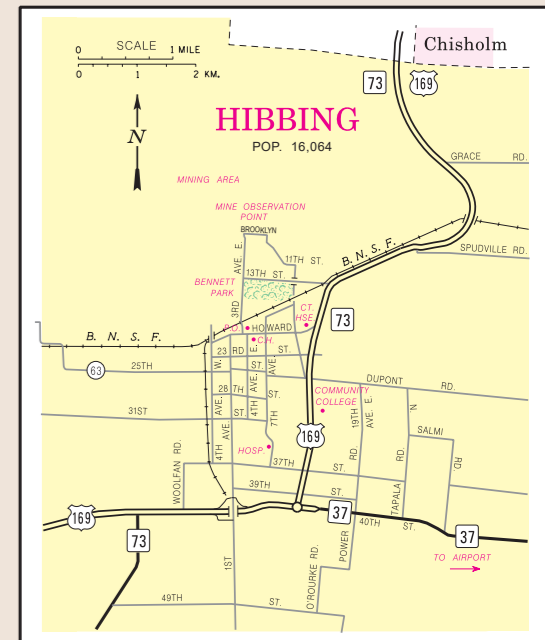 SCALE
0 1 MILE
0 1 2 KM.
Chisholm
73
169
N
HIBBING
POP. 16,064
GRACE RD.
MINING AREA
MINE OBSERVATION
POINT
BROOKLYN
11TH ST.
B.N.S.F.
SPUDVILLE RD.
AVE. E.
3RD
13TH ST.
BENNETT
PARK
CT.
HSE.
73
P.O.
HOWARD
C.H.
B.N.S.F.
23 RD ST.
W.
E.
ST.
63
25TH
DUPONT RD.
28 TH ST.
AVE.
AVE.
4TH
AVE.
7TH
COMMUNITY
COLLEGE
19TH AVE. E.
N
31ST ST.
4TH
AVE.
169
SALMI
RD.
HOSP.
WOOLFAN RD.
37TH ST.
RD.
TAPALA
RD.
39TH ST.
169
37
40TH ST.
73
37
1ST
O'ROURKE RD.
POWER
TO AIRPORT
49TH ST.